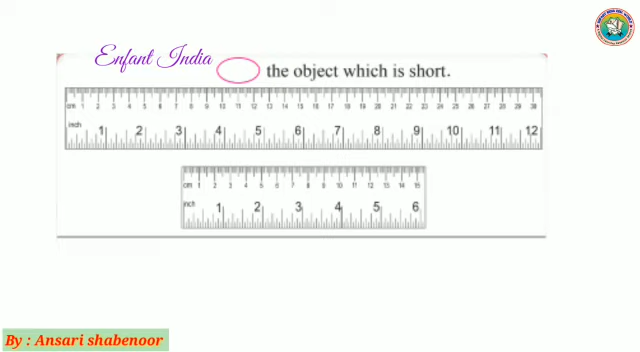 Enfant India
the object which is short.
cm 1 2 3 4 5 6 7 8 9 10 11 12 13 14 15 16 17 18 19 20 21 22 23 24 25 26 27 28 29 30
inch 1 2 3 4 5 6 7 8 9 10 11 12
cm 1 2 3 4 5 6 7 8 9 10 11 12 13 14 15
inch 1 2 3 4 5 6
By : Ansari shabenoor